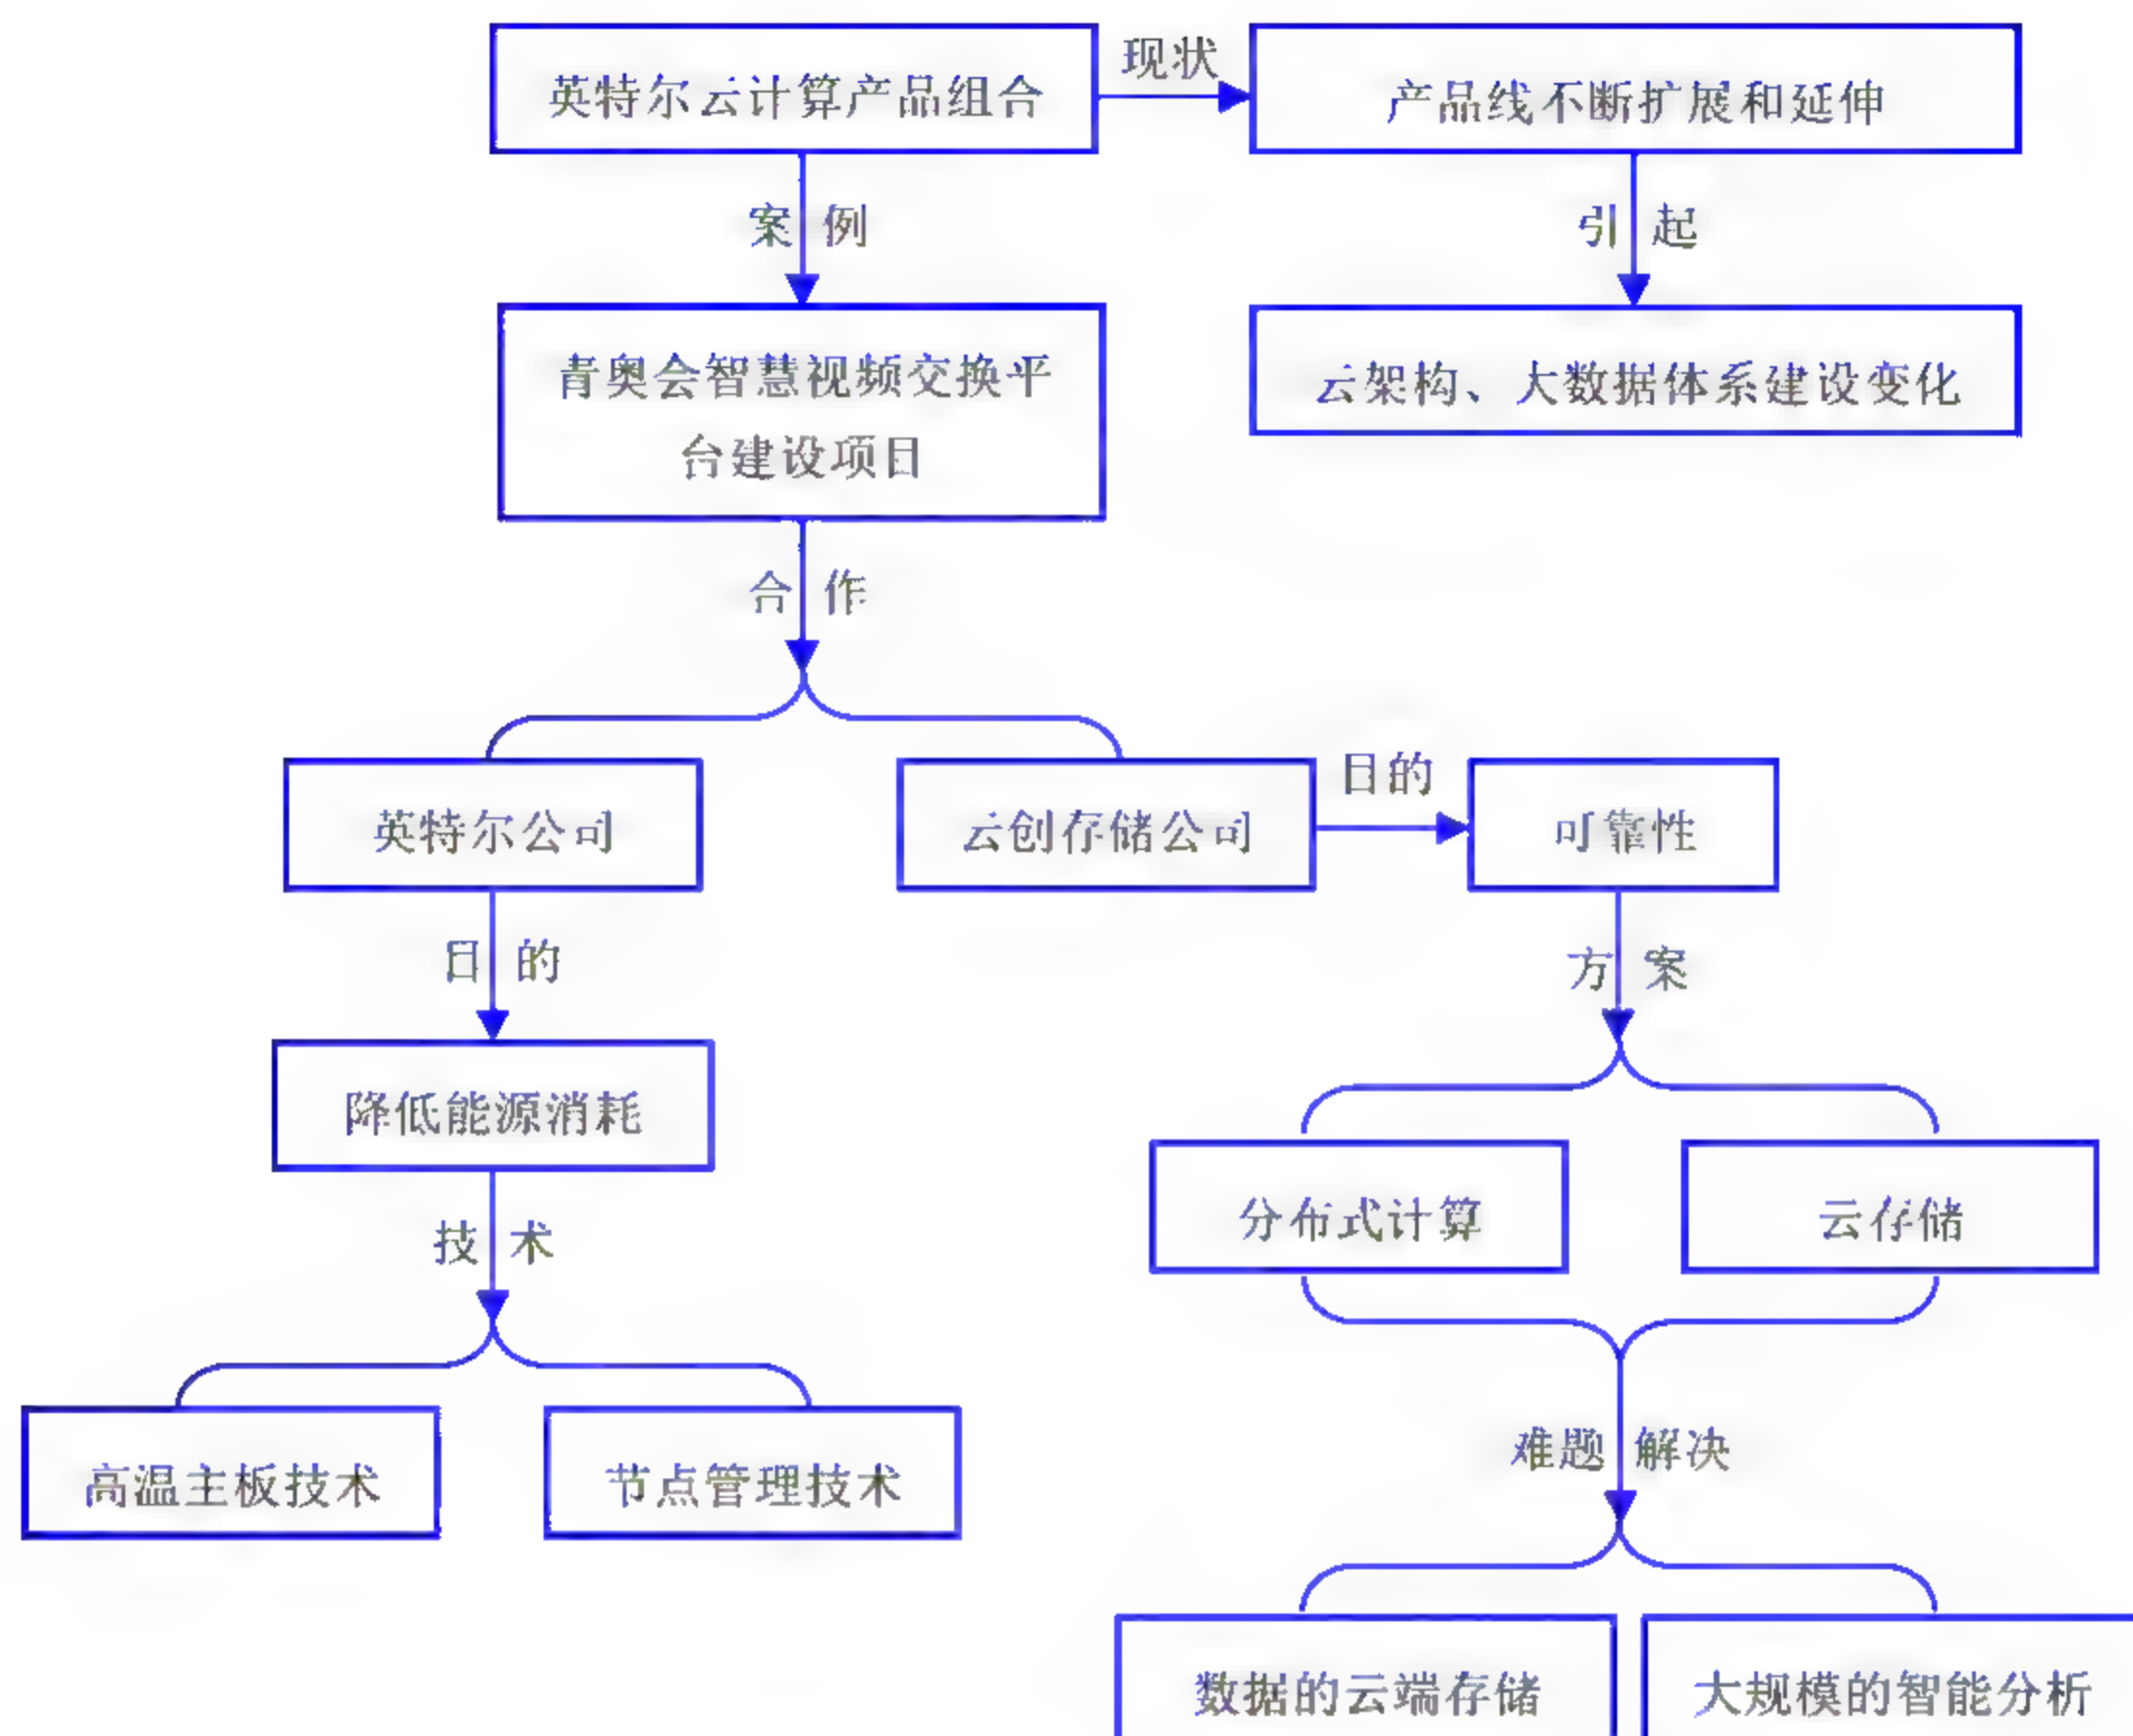 英特尔云计算产品组合
现状
产品线不断扩展和延伸
案例
引起
青奥会智慧视频交换平
台建设项目
云架构、大数据体系建设变化
合作
英特尔公司
云创存储公司
目的
可靠性
目的
方案
降低能源消耗
技术
分布式计算
云存储
高温主板技术
节点管理技术
难题解决
数据的云端存储
大规模的智能分析